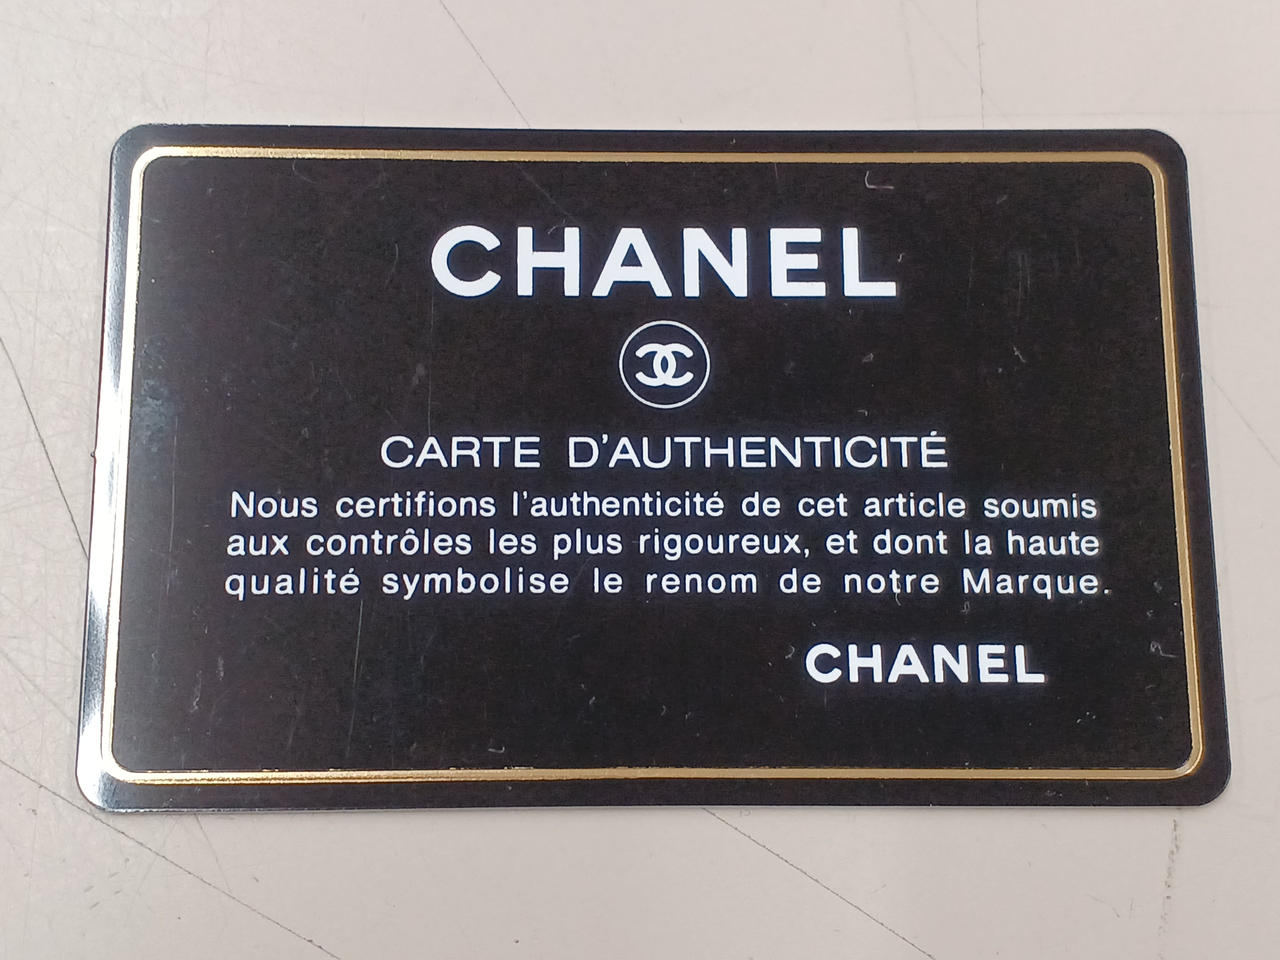 CHANEL
CARTE D'AUTHENTICITÉ
Nous certifions l'authenticité de cet article soumis
aux contrôles les plus rigoureux, et dont la haute
qualité symbolise le renom de notre Marque.
CHANEL